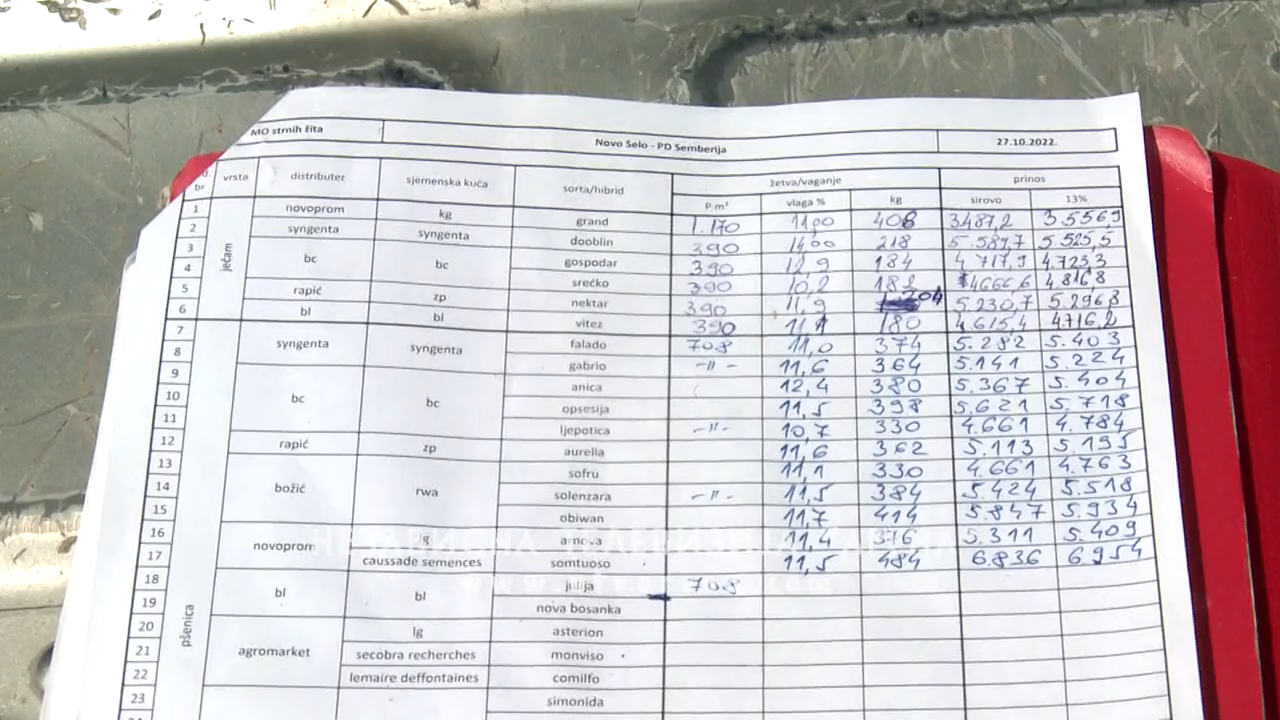 MO strnih žita Novo Selo - PD Semberija 27.10.2022.
br vrsta distributer sjemenska kuća sorta/hibrid žetva/vaganje prinos
P m² vlaga % kg sirovo 13%
1 ječam novoprom kg grand 1.170 11,00 408 3487,2 3.556,9
2 syngenta syngenta dooblin 390 14,00 218 5.589,7 5.525,5
3 bc bc gospodar 390 12,9 184 4.717,9 4.723,3
4 srećko 390 10,2 182 4666,6 4.816,8
5 rapić zp nektar 390 11,9 204 5.230,7 5.296,8
6 bl bl vitez 390 11,1 180 4.615,4 4.716,2
7 pšenica syngenta syngenta falado 708 11,0 374 5.282 5.403
8 gabrio -"- 11,6 364 5.141 5.224
9 bc bc anica 12,4 380 5.367 5.404
10 opsesija 11,5 398 5.621 5.718
11 ljepotica -"- 10,7 330 4.661 4.784
12 rapić zp aurelia 11,6 362 5.113 5.195
13 božić rwa sofru 11,1 330 4.661 4.763
14 solenzara -"- 11,5 384 5.424 5.518
15 obiwan 11,7 414 5.847 5.934
16 novoprom lg arnova 11,4 376 5.311 5.409
17 caussade semences somtuoso 11,5 484 6.836 6.954
18 bl bl julija 708
19 nova bosanka
20 agromarket lg asterion
21 secobra recherches monviso
22 lemaire deffontaines comilfo
23 simonida